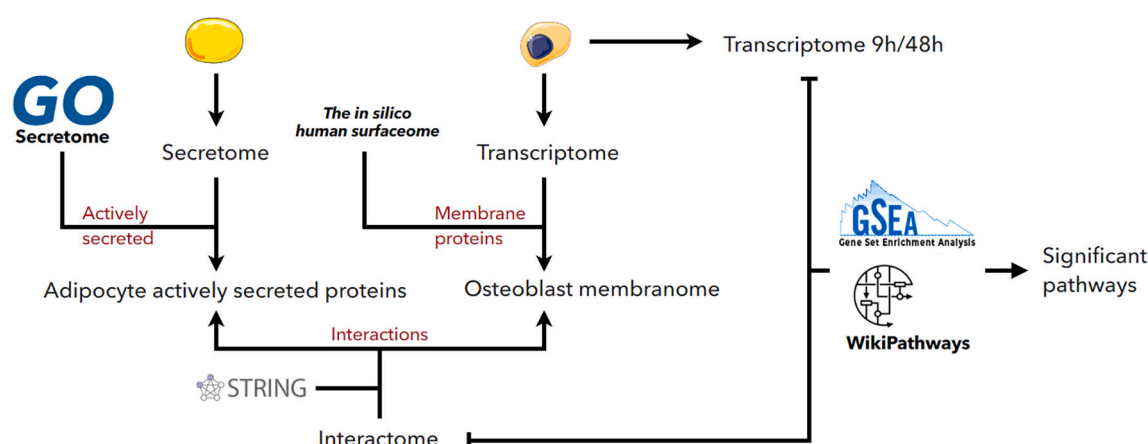 Transcriptome 9h/48h
GO
Secretome
The in silico
human surfaceome
Secretome
Transcriptome
Actively
secreted
Membrane
proteins
GSEA
Gene Set Enrichment Analysis
Significant
pathways
Adipocyte actively secreted proteins
Osteoblast membranome
Interactions
WikiPathways
STRING
Interactome